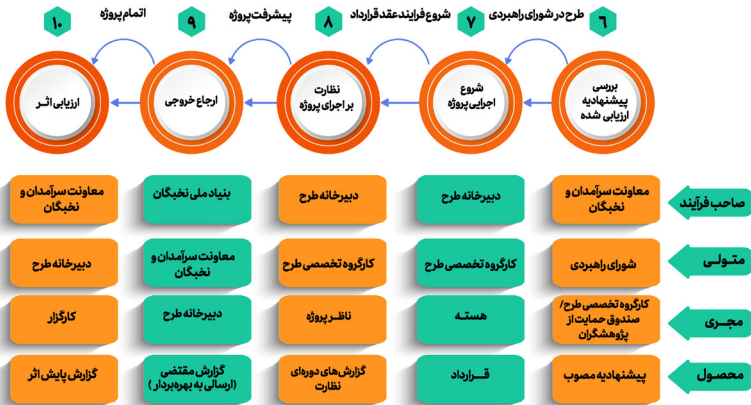 ۶
طرح در شورای راهبردی
۷
شروع فرایند عقد قرارداد
۸
پیشرفت پروژه
۹
اتمام پروژه
۱۰
بررسی
پیشنهادیه
ارزیابی شده
شروع
اجرایی پروژه
نظارت
بر اجرای پروژه
ارجاع خروجی
ارزیابی اثر
صاحب فرآیند
معاونت سرآمدان و
نخبگان
دبیرخانه طرح
دبیرخانه طرح
بنیاد ملی نخبگان
معاونت سرآمدان و
نخبگان
متولی
شورای راهبردی
کارگروه تخصصی طرح
کارگروه تخصصی طرح
معاونت سرآمدان و
نخبگان
دبیرخانه طرح
مجری
کارگروه تخصصی طرح/
صندوق حمایت از
پژوهشگران
هسته
ناظر پروژه
دبیرخانه طرح
کارگزار
محصول
پیشنهادیه مصوب
قرارداد
گزارش‌های دوره‌ای
نظارت
گزارش مقتضی
(ارسالی به بهره‌بردار)
گزارش پایش اثر